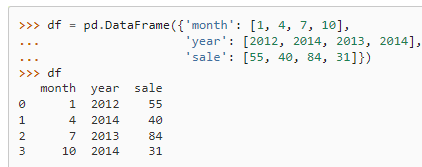 >>> df = pd.DataFrame({'month': [1, 4, 7, 10],
...                    'year': [2012, 2014, 2013, 2014],
...                    'sale': [55, 40, 84, 31]})
>>> df
   month  year  sale
0      1  2012    55
1      4  2014    40
2      7  2013    84
3     10  2014    31